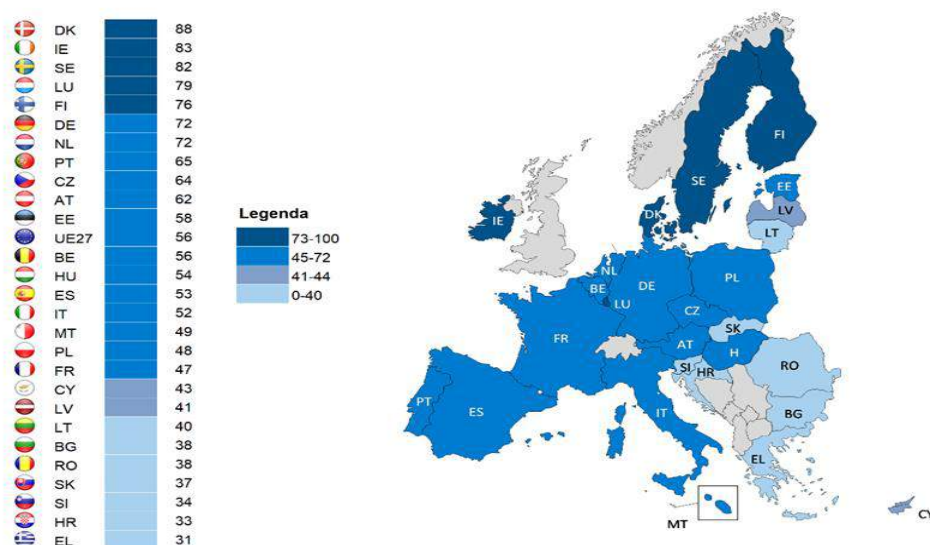 DK 88
IE 83
SE 82
LU 79
FI 76
DE 72
NL 72
PT 65
CZ 64
AT 62
EE 58
UE27 56
BE 56
HU 54
ES 53
IT 52
MT 49
PL 48
FR 47
CY 43
LV 41
LT 40
BG 38
RO 38
SK 37
SI 34
HR 33
EL 31
Legenda
73-100
45-72
41-44
0-40
FI
SE
EE
LV
LT
DK
IE
NL
BE
LU
DE
PL
CZ
SK
FR
AT
H
SI
HR
RO
BG
PT
ES
IT
EL
MT
CY